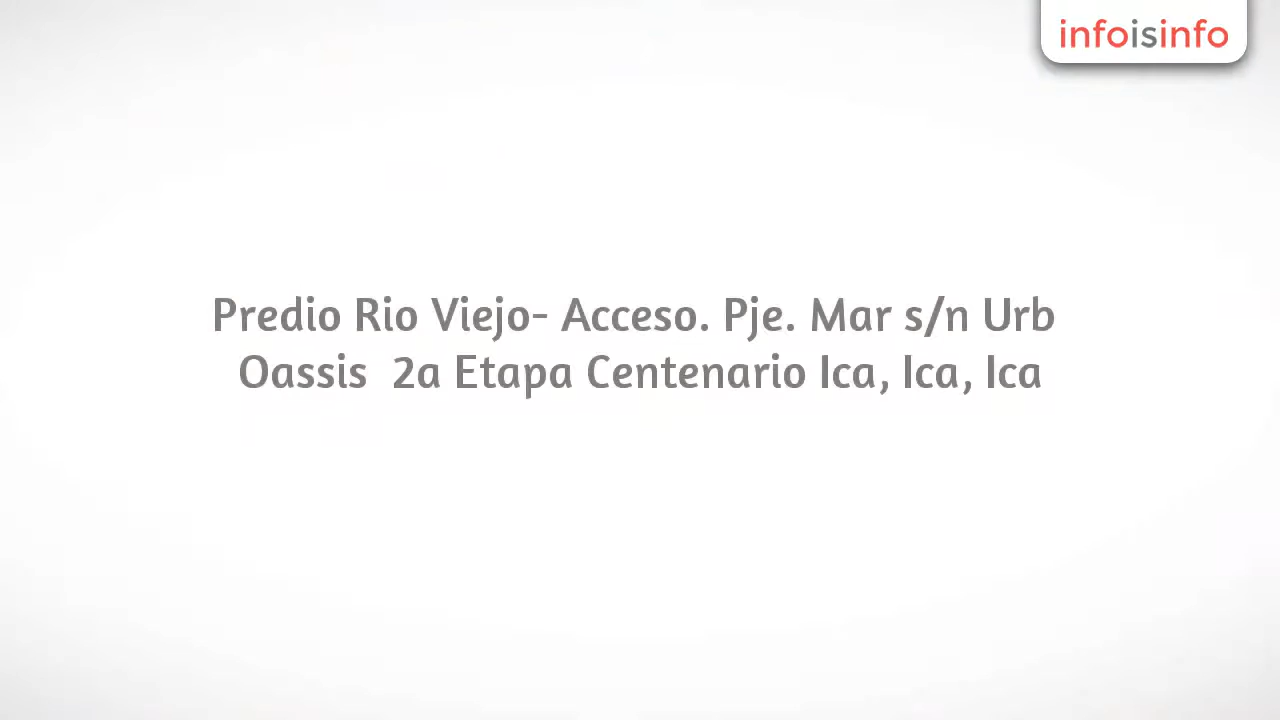 infoisinfo
Predio Rio Viejo- Acceso. Pje. Mar s/n Urb
Oassis  2a Etapa Centenario Ica, Ica, Ica